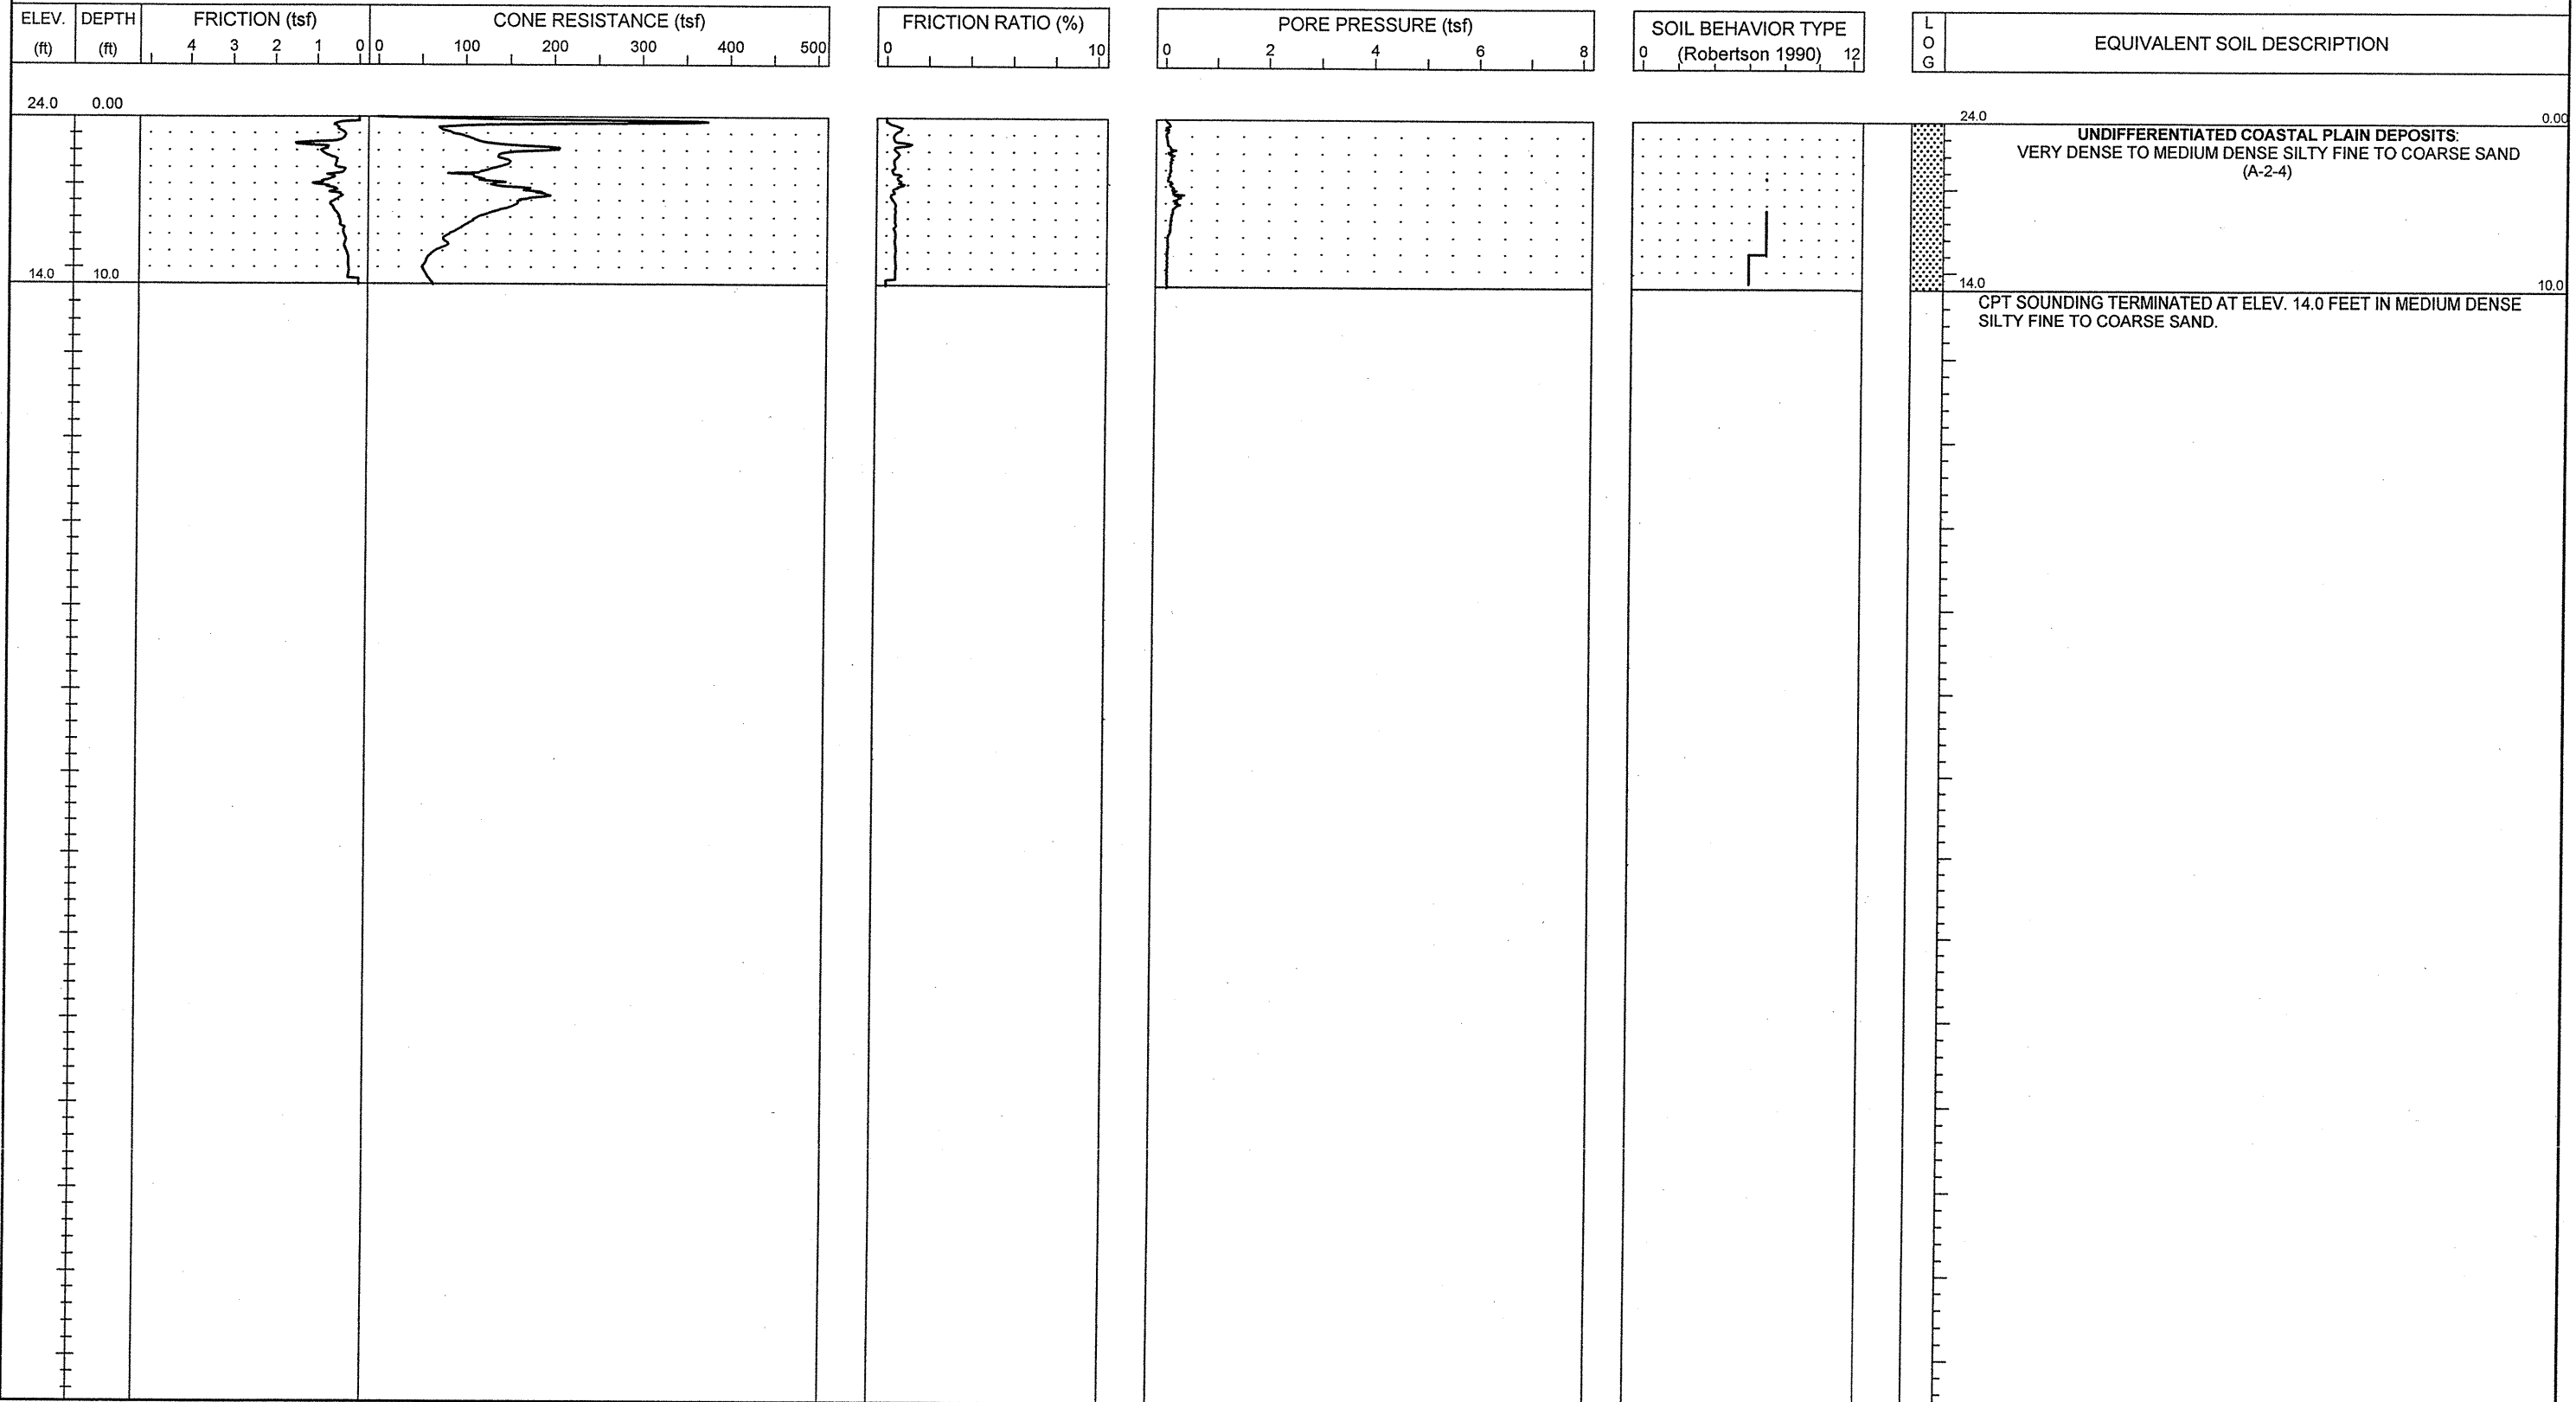 ELEV.
(ft)
DEPTH
(ft)
FRICTION (tsf)
4 3 2 1 0
CONE RESISTANCE (tsf)
0 100 200 300 400 500
FRICTION RATIO (%)
0 10
PORE PRESSURE (tsf)
0 2 4 6 8
SOIL BEHAVIOR TYPE
(Robertson 1990)
0 12
L
O
G
EQUIVALENT SOIL DESCRIPTION
24.0 0.00
24.0 0.00
UNDIFFERENTIATED COASTAL PLAIN DEPOSITS:
VERY DENSE TO MEDIUM DENSE SILTY FINE TO COARSE SAND
(A-2-4)
14.0 10.0
14.0 10.0
CPT SOUNDING TERMINATED AT ELEV. 14.0 FEET IN MEDIUM DENSE
SILTY FINE TO COARSE SAND.